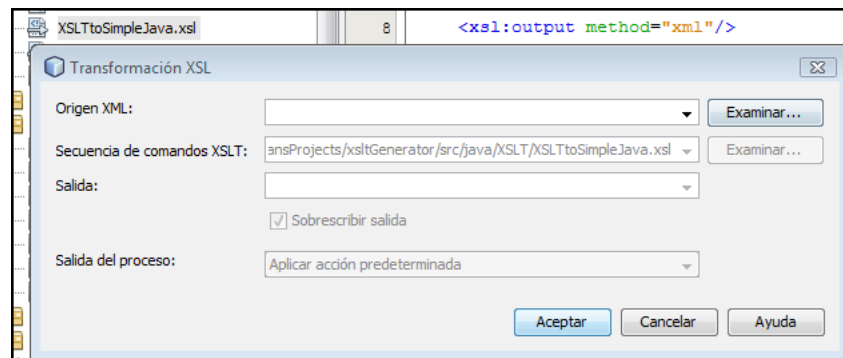 XSLTtoSimpleJava.xsl
8 <xsl:output method="xml"/>
Transformación XSL
Origen XML:
Examinar...
Secuencia de comandos XSLT: ansProjects/xsltGenerator/src/java/XSLT/XSLTtoSimpleJava.xsl Examinar...
Salida:
Sobrescribir salida
Salida del proceso: Aplicar acción predeterminada
Aceptar Cancelar Ayuda